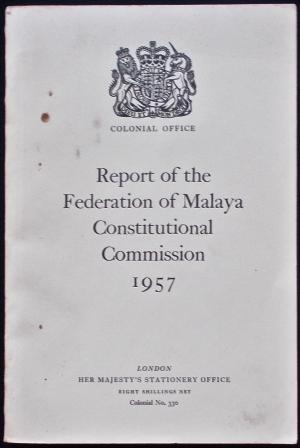 COLONIAL OFFICE
Report of the
Federation of Malaya
Constitutional
Commission
1957
LONDON
HER MAJESTY'S STATIONERY OFFICE
EIGHT SHILLINGS NET
Colonial No. 330